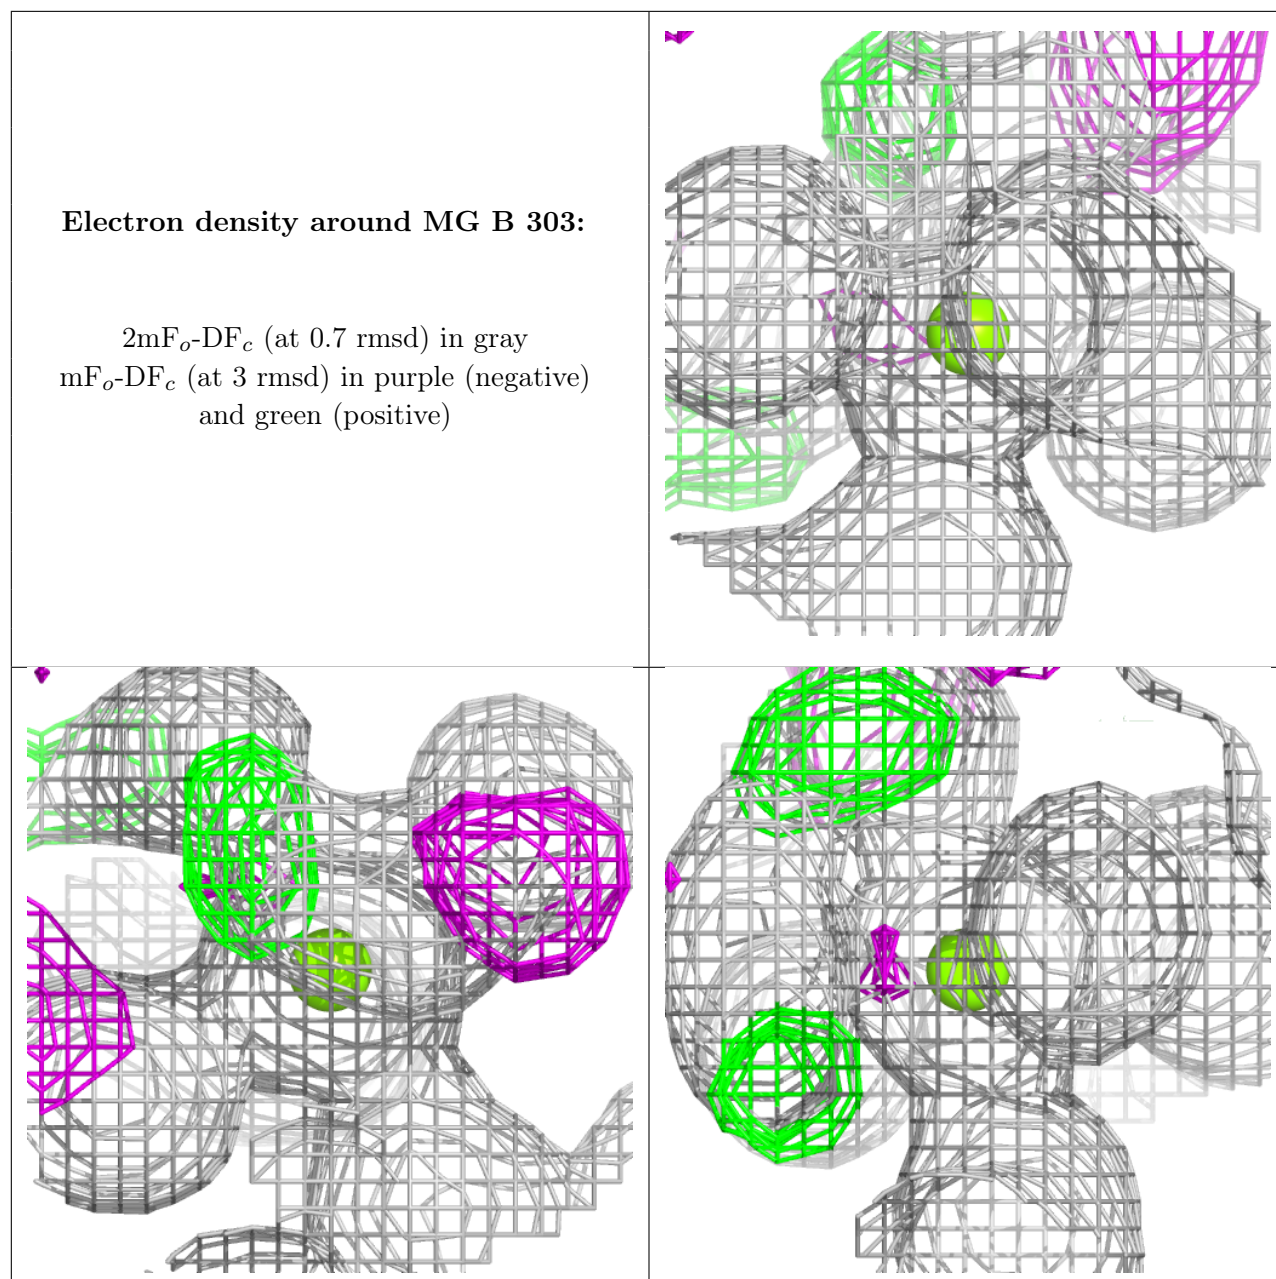 Electron density around MG B 303:
2mFo-DFc (at 0.7 rmsd) in gray
mFo-DFc (at 3 rmsd) in purple (negative)
and green (positive)